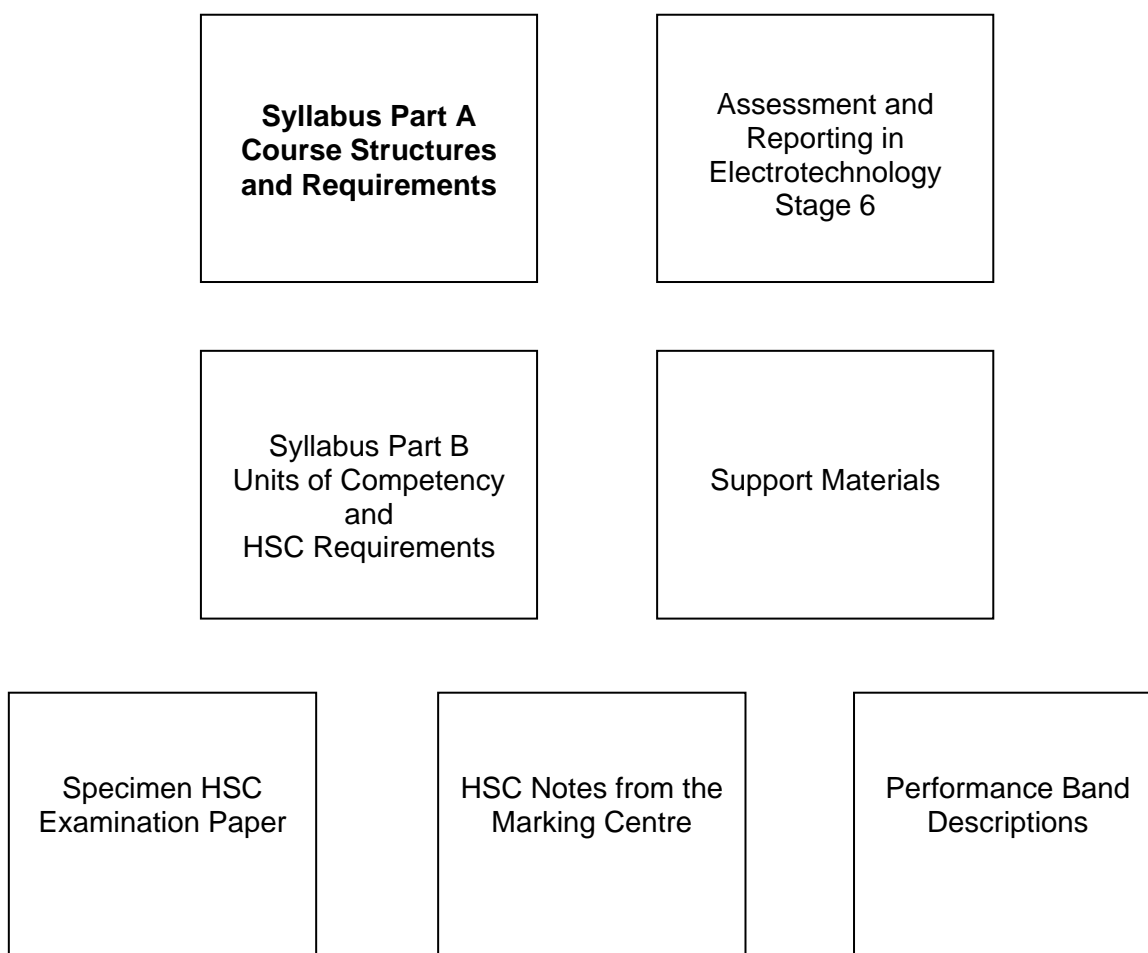 Syllabus Part A
Course Structures
and Requirements
Assessment and
Reporting in
Electrotechnology
Stage 6
Syllabus Part B
Units of Competency
and
HSC Requirements
Support Materials
Specimen HSC
Examination Paper
HSC Notes from the
Marking Centre
Performance Band
Descriptions